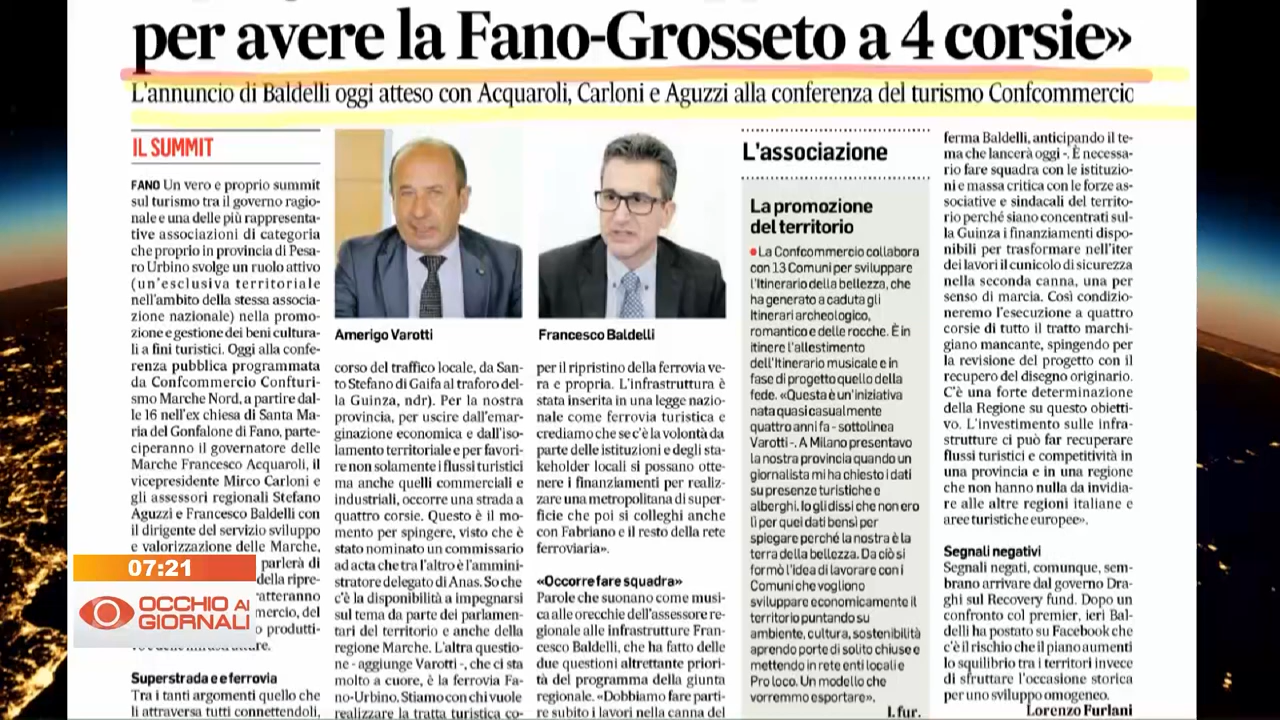 per avere la Fano-Grosseto a 4 corsie»
L'annuncio di Baldelli oggi atteso con Acquaroli, Carloni e Aguzzi alla conferenza del turismo Confcommercio
IL SUMMIT
FANO Un vero e proprio summit
sul turismo tra il governo regio-
nale e una delle più rappresenta-
tive associazioni di categoria
che proprio in provincia di Pesa-
ro Urbino svolge un ruolo attivo
(un'esclusiva territoriale
nell'ambito della stessa associa-
zione nazionale) nella promo-
zione e gestione dei beni cultura-
li a fini turistici. Oggi alla confe-
renza pubblica programmata
da Confcommercio Confturi-
smo Marche Nord, a partire dal-
le 16 nell'ex chiesa di Santa Ma-
ria del Gonfalone di Fano, parte-
ciperanno il governatore delle
Marche Francesco Acquaroli, il
vicepresidente Mirco Carloni e
gli assessori regionali Stefano
Aguzzi e Francesco Baldelli con
il dirigente del servizio sviluppo
e valorizzazione delle Marche,
parlerà di
della ripre-
ratteranno
mercio, del
o produtti-
Superstrada e e ferrovia
Tra i tanti argomenti quello che
li attraversa tutti connettendoli,
Amerigo Varotti
corso del traffico locale, da San-
to Stefano di Gaifa al traforo del-
la Guinza, ndr). Per la nostra
provincia, per uscire dall'emar-
ginazione economica e dall'iso-
lamento territoriale e per favori-
re non solamente i flussi turistici
ma anche quelli commerciali e
industriali, occorre una strada a
quattro corsie. Questo è il mo-
mento per spingere, visto che è
stato nominato un commissario
ad acta che tra l'altro è l'ammini-
stratore delegato di Anas. So che
c'è la disponibilità a impegnarsi
sul tema da parte dei parlamen-
tari del territorio e anche della
regione Marche. L'altra questio-
ne - aggiunge Varotti -, che ci sta
molto a cuore, è la ferrovia Fa-
no-Urbino. Stiamo con chi vuole
realizzare la tratta turistica co-
Francesco Baldelli
per il ripristino della ferrovia ve-
ra e propria. L'infrastruttura è
stata inserita in una legge nazio-
nale come ferrovia turistica e
crediamo che se c'è la volontà da
parte delle istituzioni e degli sta-
keholder locali si possano otte-
nere i finanziamenti per realiz-
zare una metropolitana di super-
ficie che poi si colleghi anche
con Fabriano e il resto della rete
ferroviaria».
«Occorre fare squadra»
Parole che suonano come musi-
ca alle orecchie dell'assessore re-
gionale alle infrastrutture Fran-
cesco Baldelli, che ha fatto delle
due questioni altrettante priori-
tà del programma della giunta
regionale. «Dobbiamo fare parti-
re subito i lavori nella canna del
L'associazione
La promozione
del territorio
●La Confcommercio collabora
con 13 Comuni per sviluppare
l'Itinerario della bellezza, che
ha generato a caduta gli
Itinerari archeologico,
romantico e delle rocche. È in
itinere l'allestimento
dell'Itinerario musicale e in
fase di progetto quello della
fede. «Questa è un'iniziativa
nata quasi casualmente
quattro anni fa - sottolinea
Varotti -. A Milano presentavo
la nostra provincia quando un
giornalista mi ha chiesto i dati
su presenze turistiche e
alberghi. Io gli dissi che non ero
lì per quei dati bensì per
spiegare perché la nostra è la
terra della bellezza. Da ciò si
formò l'idea di lavorare con i
Comuni che vogliono
sviluppare economicamente il
territorio puntando su
ambiente, cultura, sostenibilità
aprendo porte di solito chiuse e
mettendo in rete enti locali e
Pro loco. Un modello che
vorremmo esportare».
l. fur.
ferma Baldelli, anticipando il te-
ma che lancerà oggi -. È necessa-
rio fare squadra con le istituzio-
ni e massa critica con le forze as-
sociative e sindacali del territo-
rio perché siano concentrati sul-
la Guinza i finanziamenti dispo-
nibili per trasformare nell'iter
dei lavori il cunicolo di sicurezza
nella seconda canna, una per
senso di marcia. Così condizio-
neremo l'esecuzione a quattro
corsie di tutto il tratto marchi-
giano mancante, spingendo per
la revisione del progetto con il
recupero del disegno originario.
C'è una forte determinazione
della Regione su questo obietti-
vo. L'investimento sulle infra-
strutture ci può far recuperare
flussi turistici e competitività in
una provincia e in una regione
che non hanno nulla da invidia-
re alle altre regioni italiane e
aree turistiche europee».
Segnali negativi
Segnali negati, comunque, sem-
brano arrivare dal governo Dra-
ghi sul Recovery fund. Dopo un
confronto col premier, ieri Bal-
delli ha postato su Facebook che
c'è il rischio che il piano aumenti
lo squilibrio tra i territori invece
di sfruttare l'occasione storica
per uno sviluppo omogeneo.
Lorenzo Furlani
07:21
OCCHIO AI
GIORNALI